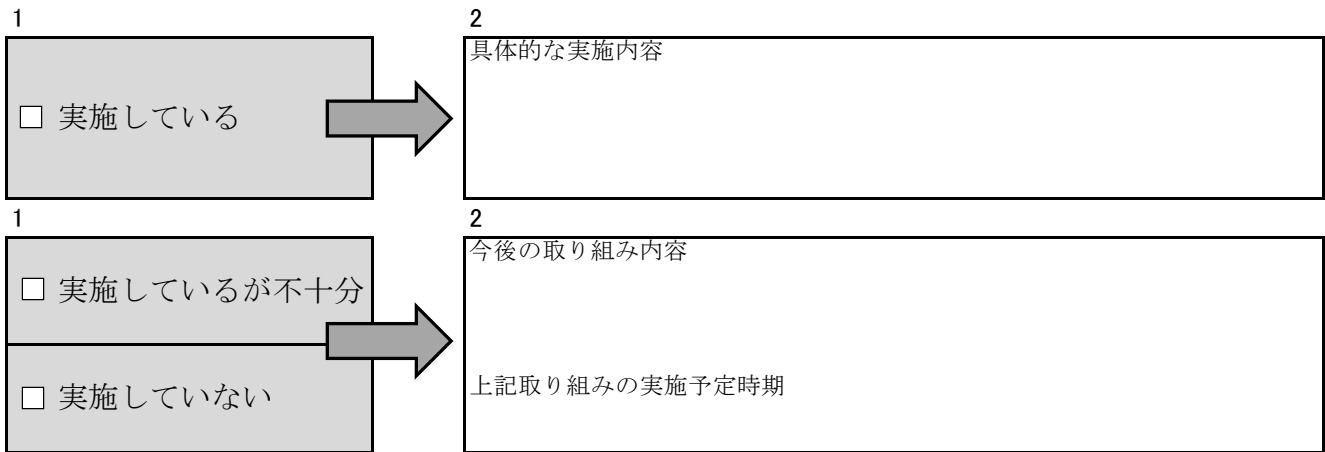 1
2
□ 実施している
具体的な実施内容
1
2
□ 実施しているが不十分
□ 実施していない
今後の取り組み内容
上記取り組みの実施予定時期